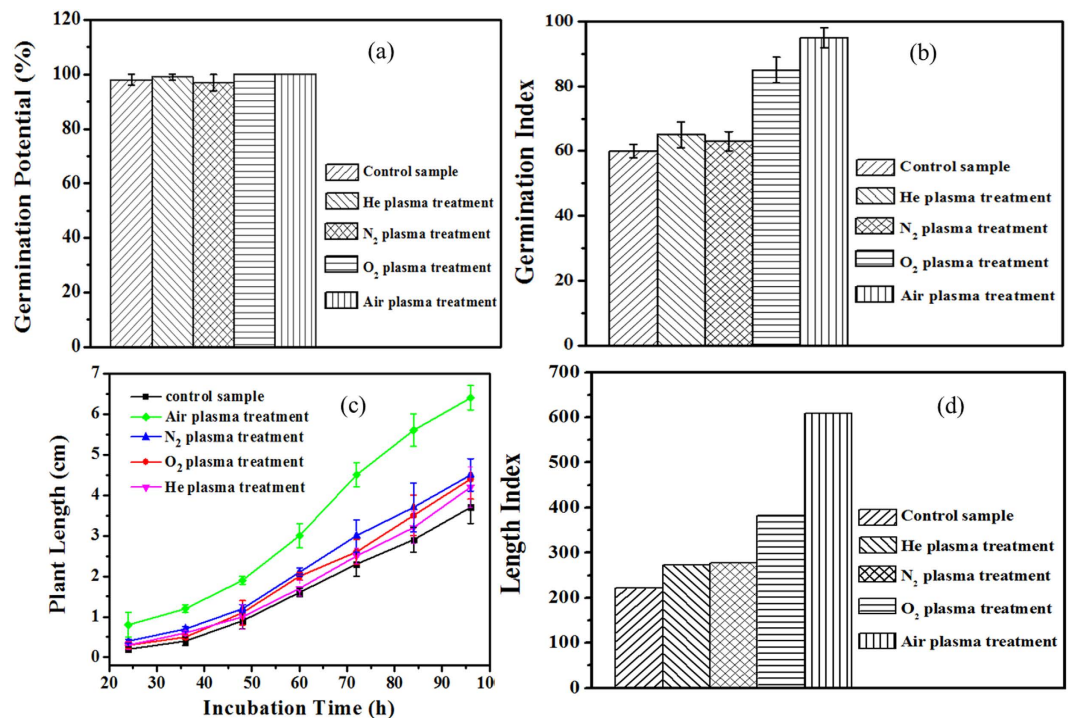 120
100
80
60
40
20
0
Germination Potential (%)
(a)
Control sample
He plasma treatment
N₂ plasma treatment
O₂ plasma treatment
Air plasma treatment
100
80
60
40
20
0
Germination Index
(b)
Control sample
He plasma treatment
N₂ plasma treatment
O₂ plasma treatment
Air plasma treatment
7
6
5
4
3
2
1
0
Plant Length (cm)
(c)
control sample
Air plasma treatment
N₂ plasma treatment
O₂ plasma treatment
He plasma treatment
20 30 40 50 60 70 80 90 100
Incubation Time (h)
700
600
500
400
300
200
100
0
Length Index
(d)
Control sample
He plasma treatment
N₂ plasma treatment
O₂ plasma treatment
Air plasma treatment